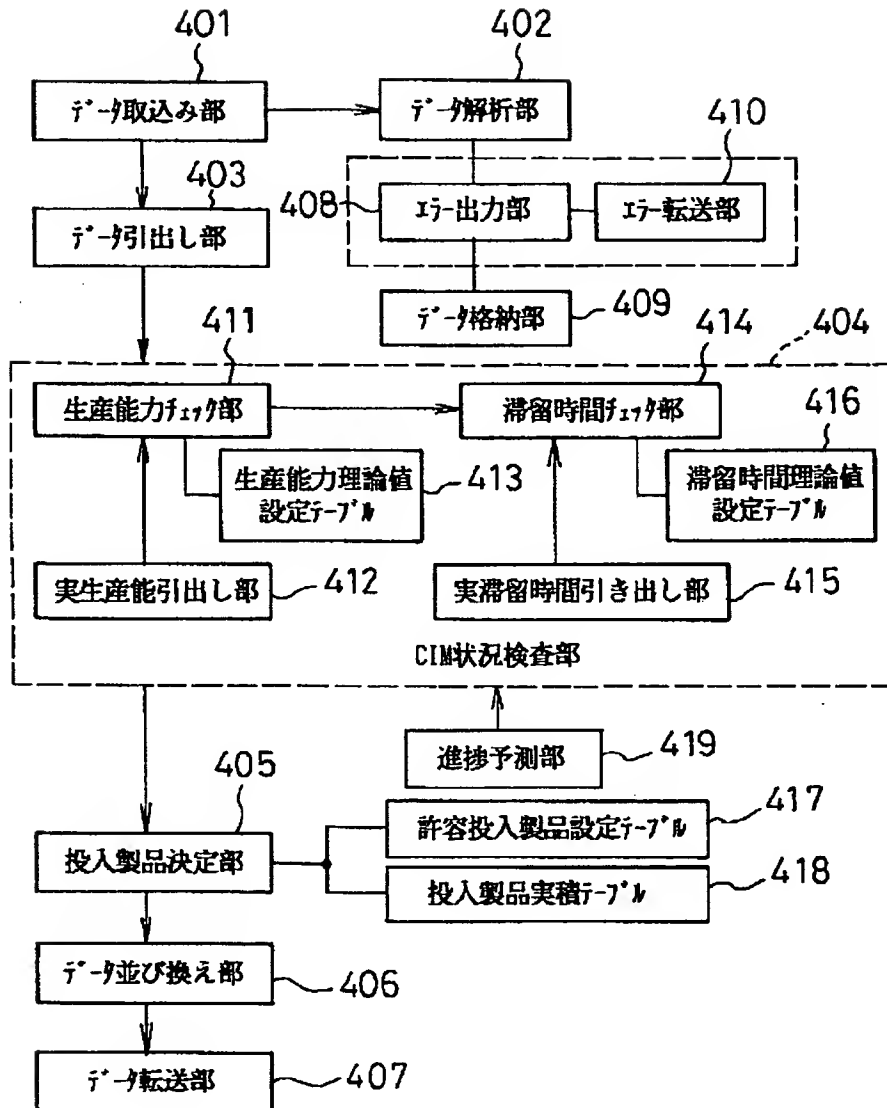 401
402
データ取込み部
データ解析部
410
403
408
エラー出力部
エラー転送部
データ引出し部
データ格納部
409
411
414
404
生産能力チェック部
滞留時間チェック部
416
生産能力理論値
設定テーブル
413
滞留時間理論値
設定テーブル
実生産能引出し部
412
実滞留時間引き出し部
415
CIM状況検査部
進捗予測部
419
405
417
許容投入製品設定テーブル
投入製品決定部
418
投入製品実積テーブル
データ並び換え部
406
データ転送部
407